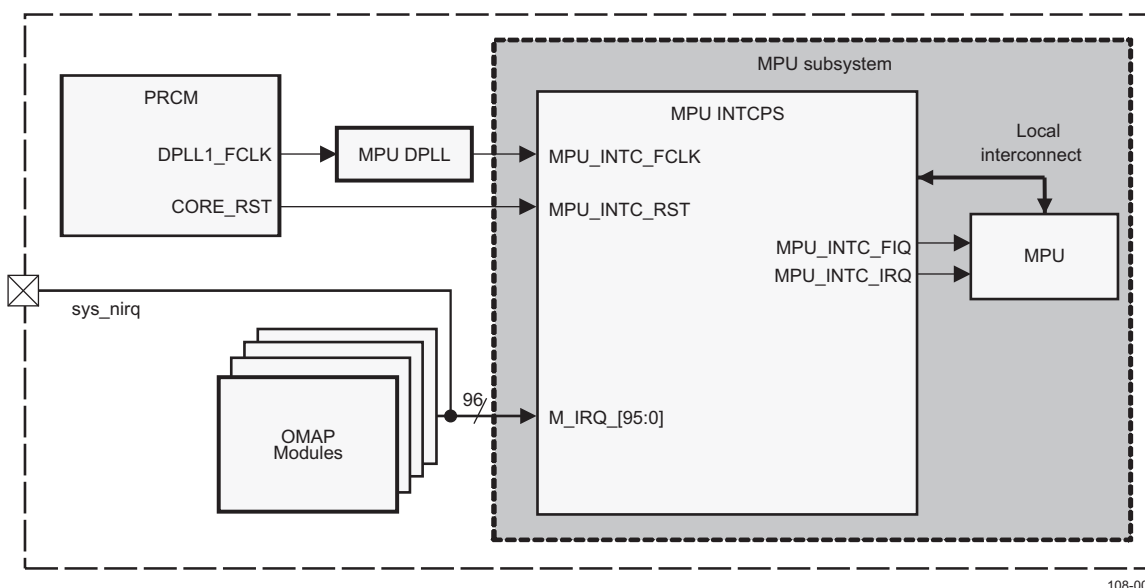 MPU subsystem
PRCM
MPU INTCPS
Local
interconnect
DPLL1_FCLK
MPU DPLL
MPU_INTC_FCLK
CORE_RST
MPU_INTC_RST
MPU_INTC_FIQ
MPU
MPU_INTC_IRQ
sys_nirq
96
M_IRQ_[95:0]
OMAP
Modules